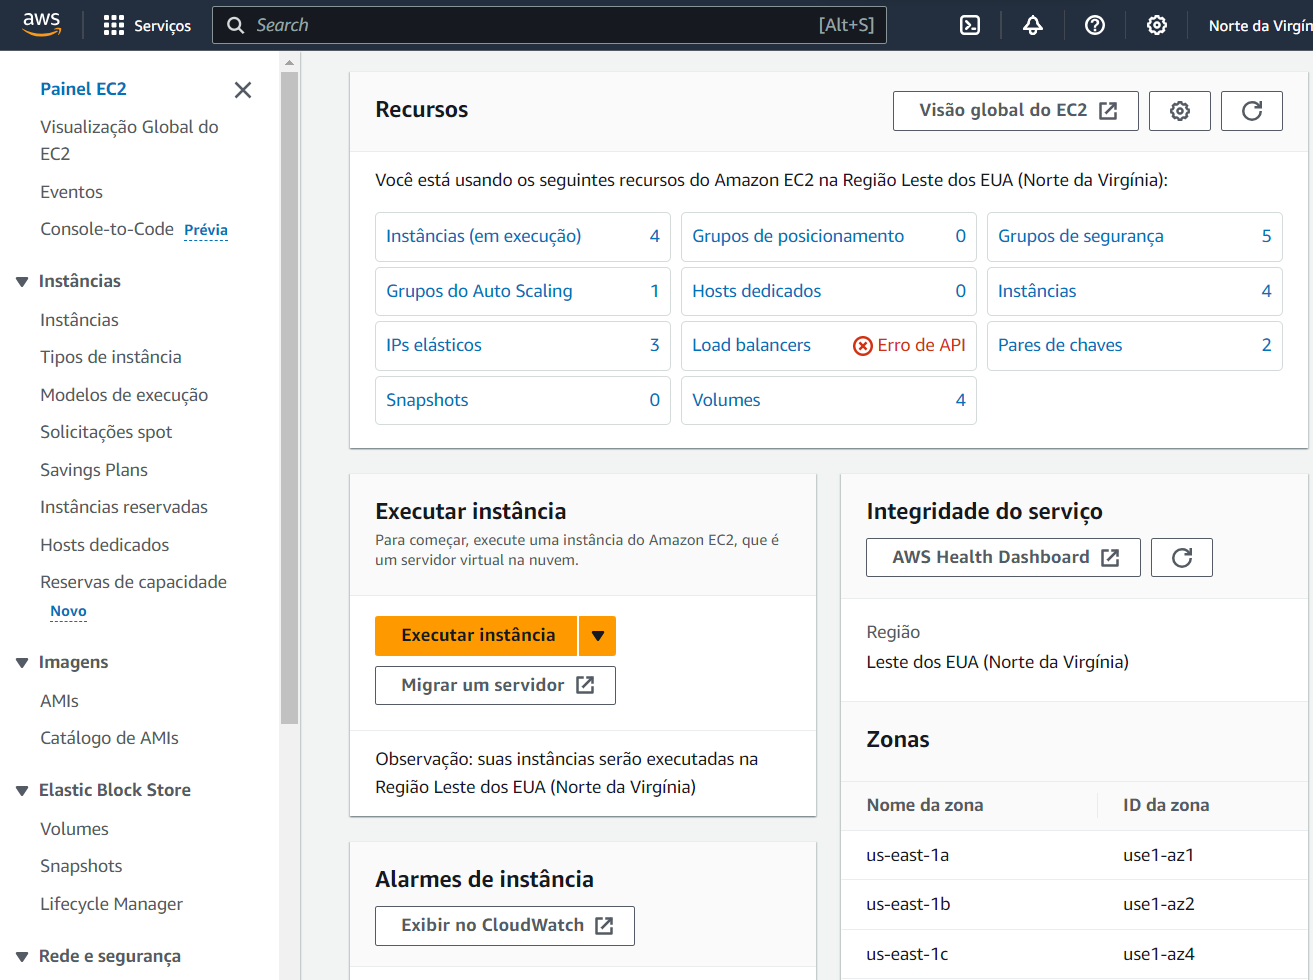 aws
Serviços
Search
[Alt+S]
Norte da Virgín
Painel EC2
Visualização Global do
EC2
Eventos
Console-to-Code Prévia
Instâncias
Instâncias
Tipos de instância
Modelos de execução
Solicitações spot
Savings Plans
Instâncias reservadas
Hosts dedicados
Reservas de capacidade
Novo
Imagens
AMIs
Catálogo de AMIs
Elastic Block Store
Volumes
Snapshots
Lifecycle Manager
Rede e segurança
Recursos
Visão global do EC2
Você está usando os seguintes recursos do Amazon EC2 na Região Leste dos EUA (Norte da Virgínia):
Instâncias (em execução) 4
Grupos de posicionamento 0
Grupos de segurança 5
Grupos do Auto Scaling 1
Hosts dedicados 0
Instâncias 4
IPs elásticos 3
Load balancers Erro de API
Pares de chaves 2
Snapshots 0
Volumes 4
Executar instância
Para começar, execute uma instância do Amazon EC2, que é
um servidor virtual na nuvem.
Executar instância
Migrar um servidor
Observação: suas instâncias serão executadas na
Região Leste dos EUA (Norte da Virgínia)
Alarmes de instância
Exibir no CloudWatch
Integridade do serviço
AWS Health Dashboard
Região
Leste dos EUA (Norte da Virgínia)
Zonas
Nome da zona ID da zona
us-east-1a use1-az1
us-east-1b use1-az2
us-east-1c use1-az4